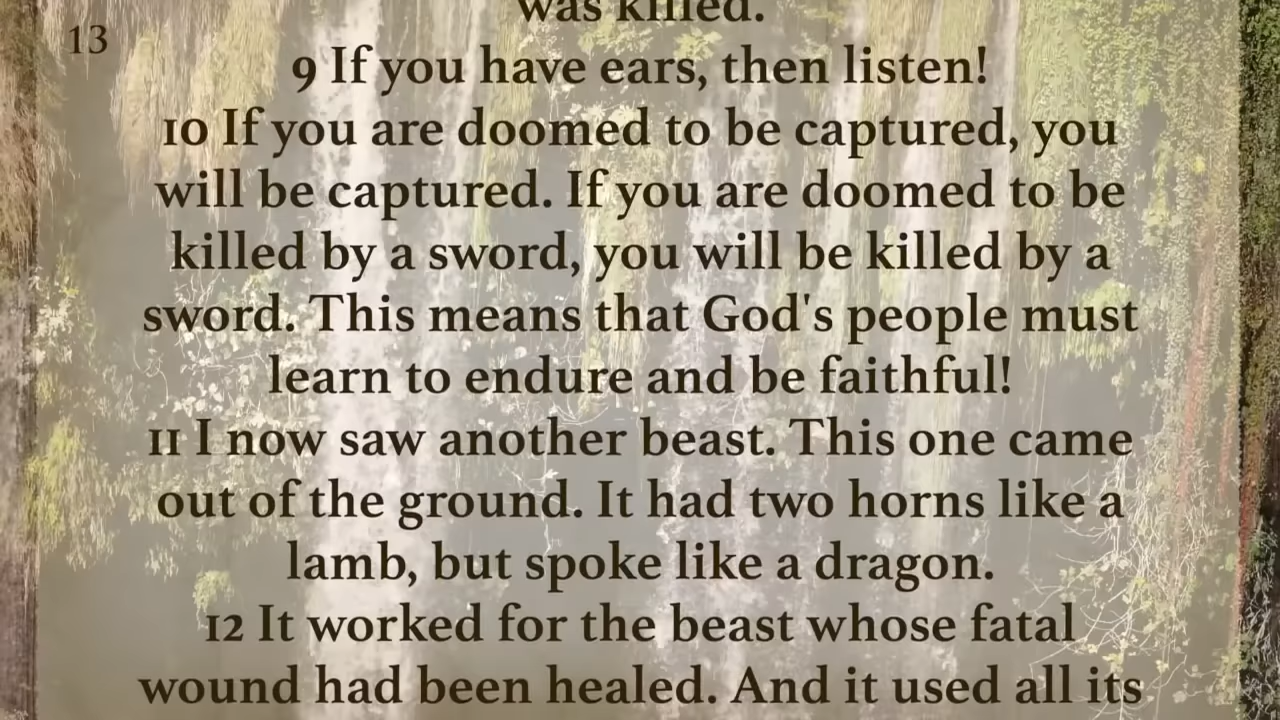 was killed.
13
9 If you have ears, then listen!
10 If you are doomed to be captured, you
will be captured. If you are doomed to be
killed by a sword, you will be killed by a
sword. This means that God's people must
learn to endure and be faithful!
11 I now saw another beast. This one came
out of the ground. It had two horns like a
lamb, but spoke like a dragon.
12 It worked for the beast whose fatal
wound had been healed. And it used all its